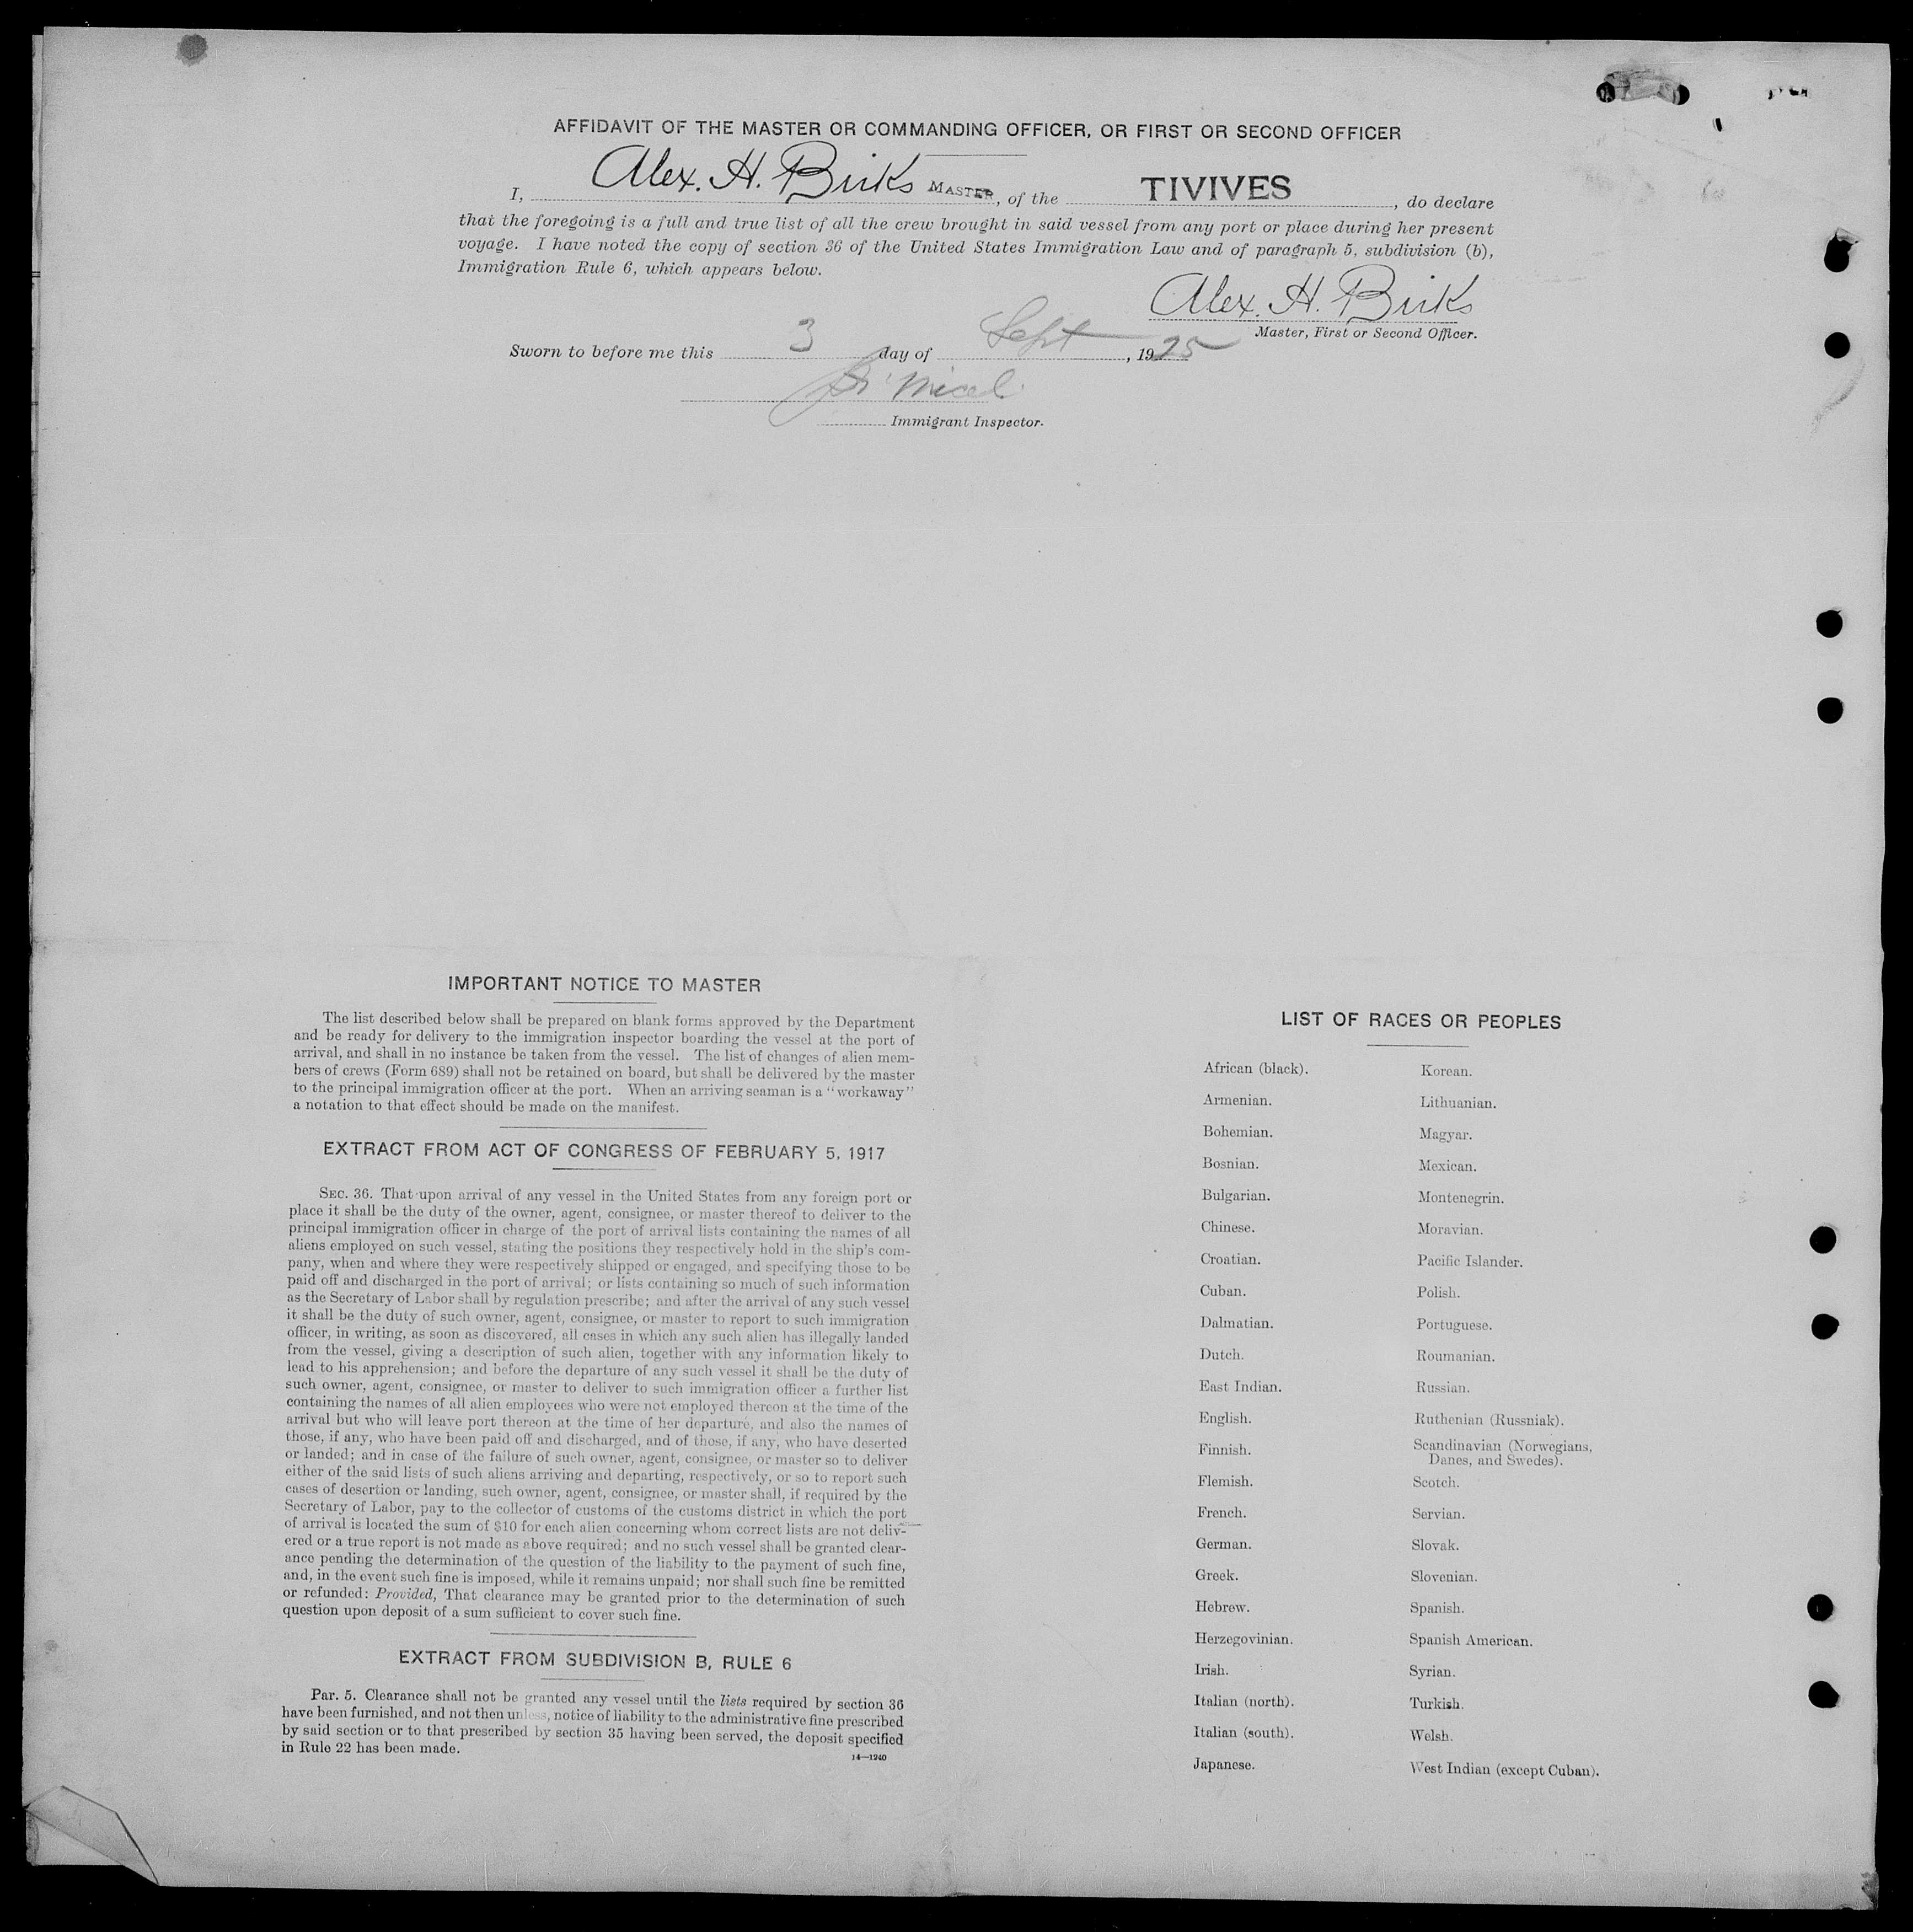 AFFIDAVIT OF THE MASTER OR COMMANDING OFFICER, OR FIRST OR SECOND OFFICER
I, Alex. H. Birks MASTER, of the TIVIVES, do declare
that the foregoing is a full and true list of all the crew brought in said vessel from any port or place during her present
voyage. I have noted the copy of section 36 of the United States Immigration Law and of paragraph 5, subdivision (b),
Immigration Rule 6, which appears below.
Alex. H. Birks
Master, First or Second Officer.
Sworn to before me this 3 day of Sept, 1925
Immigrant Inspector.
IMPORTANT NOTICE TO MASTER
The list described below shall be prepared on blank forms approved by the Department
and be ready for delivery to the immigration inspector boarding the vessel at the port of
arrival, and shall in no instance be taken from the vessel. The list of changes of alien mem-
bers of crews (Form 689) shall not be retained on board, but shall be delivered by the master
to the principal immigration officer at the port. When an arriving seaman is a "workaway"
a notation to that effect should be made on the manifest.
EXTRACT FROM ACT OF CONGRESS OF FEBRUARY 5, 1917
SEC. 36. That upon arrival of any vessel in the United States from any foreign port or
place it shall be the duty of the owner, agent, consignee, or master thereof to deliver to the
principal immigration officer in charge of the port of arrival lists containing the names of all
aliens employed on such vessel, stating the positions they respectively hold in the ship's com-
pany, when and where they were respectively shipped or engaged, and specifying those to be
paid off and discharged in the port of arrival; or lists containing so much of such information
as the Secretary of Labor shall by regulation prescribe; and after the arrival of any such vessel
it shall be the duty of such owner, agent, consignee, or master to report to such immigration
officer, in writing, as soon as discovered, all cases in which any such alien has illegally landed
from the vessel, giving a description of such alien, together with any information likely to
lead to his apprehension; and before the departure of any such vessel it shall be the duty of
such owner, agent, consignee, or master to deliver to such immigration officer a further list
containing the names of all alien employees who were not employed thereon at the time of the
arrival but who will leave port thereon at the time of her departure, and also the names of
those, if any, who have been paid off and discharged, and of those, if any, who have deserted
or landed; and in case of the failure of such owner, agent, consignee, or master so to deliver
either of the said lists of such aliens arriving and departing, respectively, or so to report such
cases of desertion or landing, such owner, agent, consignee, or master shall, if required by the
Secretary of Labor, pay to the collector of customs of the customs district in which the port
of arrival is located the sum of $10 for each alien concerning whom correct lists are not deliv-
ered or a true report is not made as above required; and no such vessel shall be granted clear-
ance pending the determination of the question of the liability to the payment of such fine,
and, in the event such fine is imposed, while it remains unpaid; nor shall such fine be remitted
or refunded: Provided, That clearance may be granted prior to the determination of such
question upon deposit of a sum sufficient to cover such fine.
EXTRACT FROM SUBDIVISION B, RULE 6
Par. 5. Clearance shall not be granted any vessel until the lists required by section 36
have been furnished, and not then unless, notice of liability to the administrative fine prescribed
by said section or to that prescribed by section 35 having been served, the deposit specified
in Rule 22 has been made.
14—1240
LIST OF RACES OR PEOPLES
African (black).
Armenian.
Bohemian.
Bosnian.
Bulgarian.
Chinese.
Croatian.
Cuban.
Dalmatian.
Dutch.
East Indian.
English.
Finnish.
Flemish.
French.
German.
Greek.
Hebrew.
Herzegovinian.
Irish.
Italian (north).
Italian (south).
Japanese.
Korean.
Lithuanian.
Magyar.
Mexican.
Montenegrin.
Moravian.
Pacific Islander.
Polish.
Portuguese.
Roumanian.
Russian.
Ruthenian (Russniak).
Scandinavian (Norwegians,
Danes, and Swedes).
Scotch.
Servian.
Slovak.
Slovenian.
Spanish.
Spanish American.
Syrian.
Turkish.
Welsh.
West Indian (except Cuban).